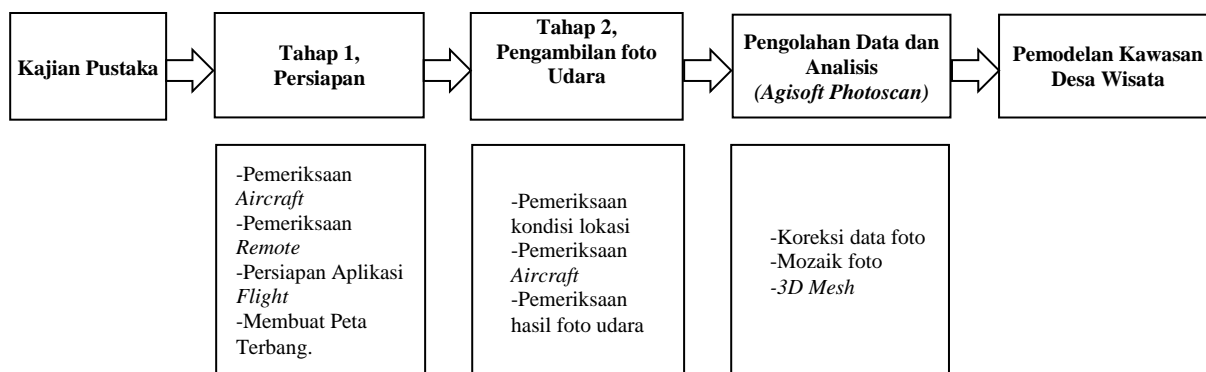 Kajian Pustaka
Tahap 1,
Persiapan
Tahap 2,
Pengambilan foto
Udara
Pengolahan Data dan
Analisis
(Agisoft Photoscan)
Pemodelan Kawasan
Desa Wisata
-Pemeriksaan
Aircraft
-Pemeriksaan
Remote
-Persiapan Aplikasi
Flight
-Membuat Peta
Terbang.
-Pemeriksaan
kondisi lokasi
-Pemeriksaan
Aircraft
-Pemeriksaan
hasil foto udara
-Koreksi data foto
-Mozaik foto
-3D Mesh